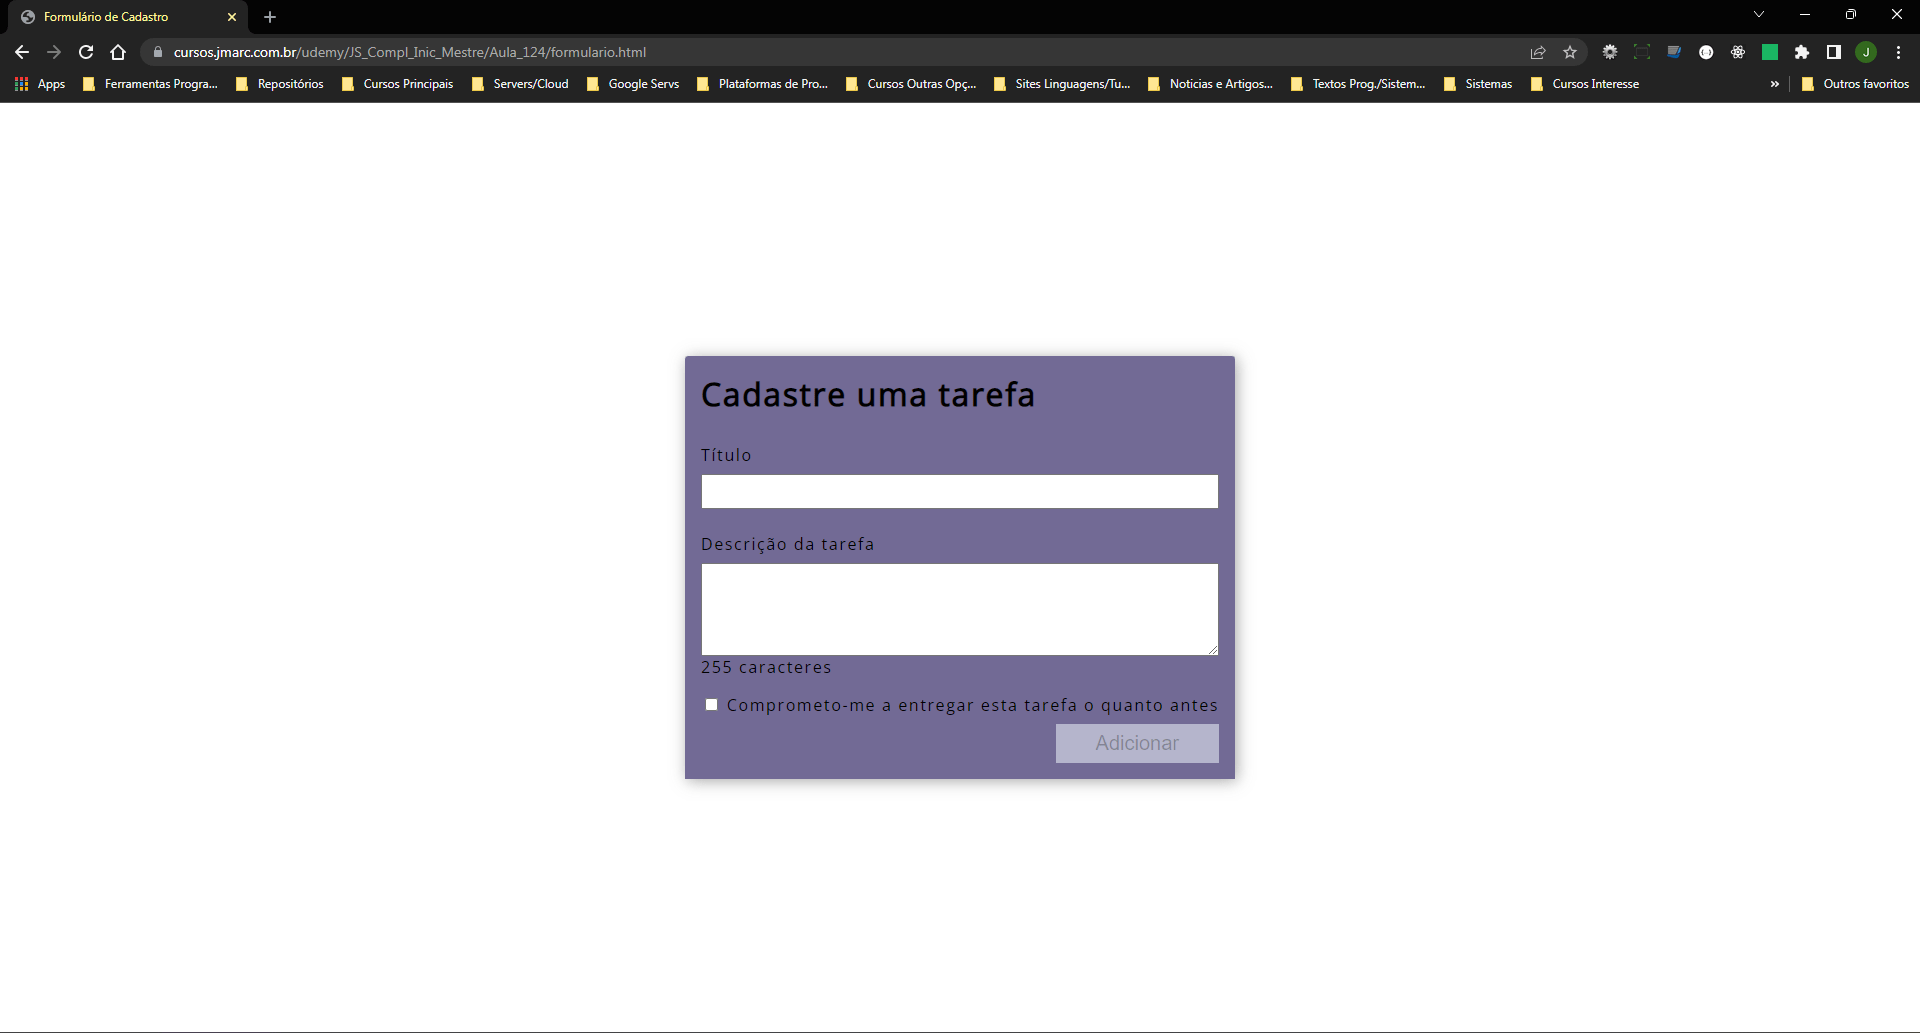 Formulário de Cadastro
cursos.jmarc.com.br/udemy/JS_Compl_Inic_Mestre/Aula_124/formulario.html
J
Apps Ferramentas Progra... Repositórios Cursos Principais Servers/Cloud Google Servs Plataformas de Pro... Cursos Outras Opç... Sites Linguagens/Tu... Noticias e Artigos... Textos Prog./Sistem... Sistemas Cursos Interesse » Outros favoritos
Cadastre uma tarefa
Título
Descrição da tarefa
255 caracteres
Comprometo-me a entregar esta tarefa o quanto antes
Adicionar